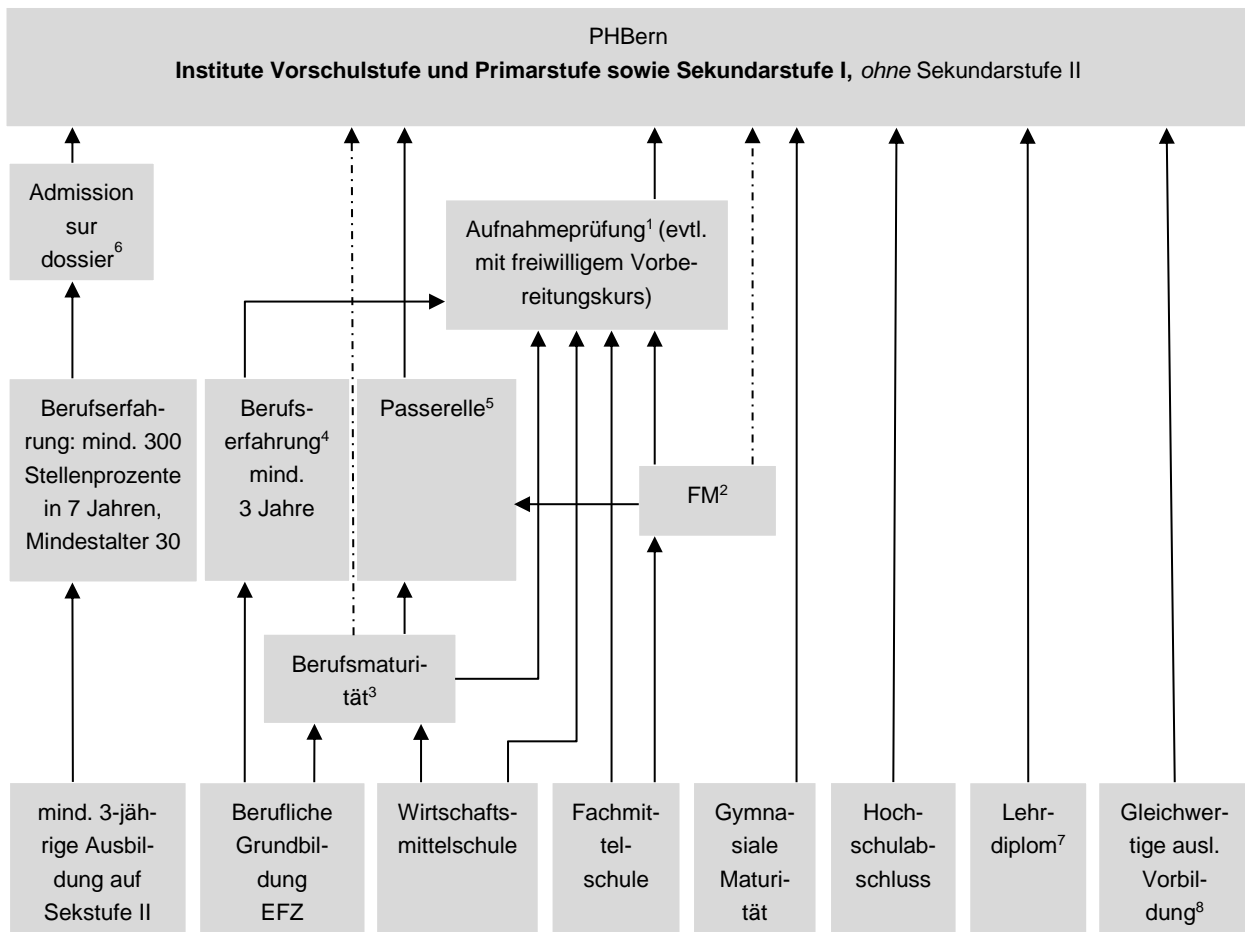 PHBern
Institute Vorschulstufe und Primarstufe sowie Sekundarstufe I, ohne Sekundarstufe II
Admission
sur
dossier⁶
Aufnahmeprüfung¹ (evtl.
mit freiwilligem Vorbe-
reitungskurs)
Berufserfah-
rung: mind. 300
Stellenprozente
in 7 Jahren,
Mindestalter 30
Berufs-
erfahrung⁴
mind.
3 Jahre
Passerelle⁵
FM²
Berufsmaturi-
tät³
mind. 3-jäh-
rige Ausbil-
dung auf
Sekstufe II
Berufliche
Grundbil-
dung
EFZ
Wirtschafts-
mittelschule
Fachmit-
tel-
schule
Gymna-
siale
Maturi-
tät
Hoch-
schulab-
schluss
Lehr-
diplom⁷
Gleichwer-
tige ausl.
Vorbil-
dung⁸